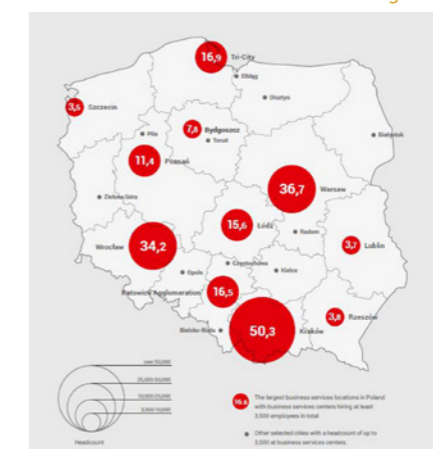 16,9 Tri-City
Elbląg
Olsztyn
3,5 Szczecin
7,8 Bydgoszcz
Toruń
Piła
Białystok
11,4 Poznań
36,7 Warsaw
Zielona Góra
15,6 Łódź
Radom
Wrocław 34,2
3,7 Lublin
Częstochowa
Opole
Kielce
Katowice Agglomeration 16,5
3,8 Rzeszów
Bielsko-Biała
50,3 Kraków
over 50,000
25,000-50,000
10,000-25,000
3,500-10,000
Headcount
The largest business services locations in Poland
with business services centers hiring at least
3,500 employees in total
Other selected cities with a headcount of up to
3,500 at business services centers.